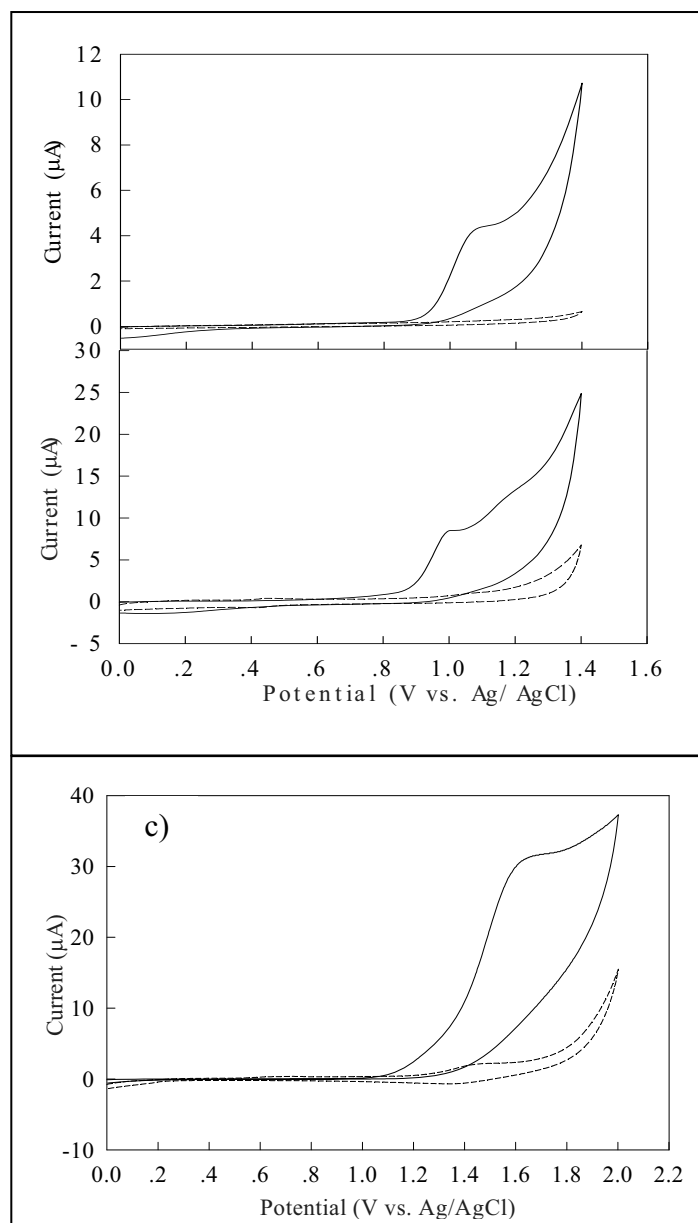 12
10
8
6
4
2
0
Current (µA)
30
25
20
15
10
5
0
- 5
Current (µA)
0.0 .2 .4 .6 .8 1.0 1.2 1.4 1.6
Potential (V vs. Ag/ AgCl)
c)
40
30
20
10
0
-10
Current (µA)
0.0 .2 .4 .6 .8 1.0 1.2 1.4 1.6 1.8 2.0 2.2
Potential (V vs. Ag/AgCl)